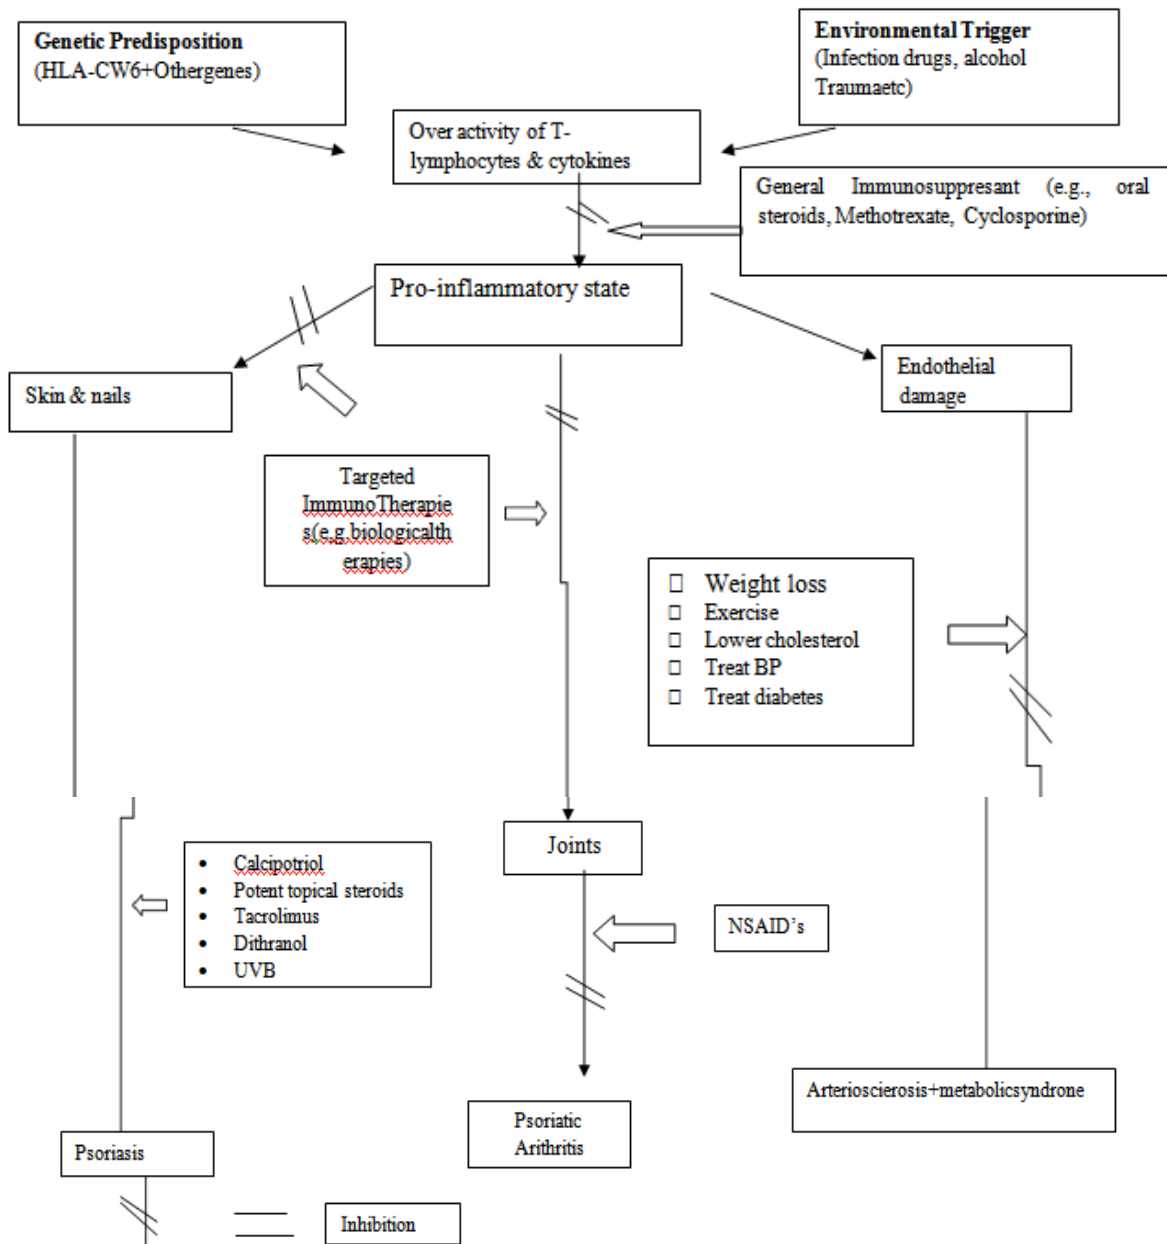 Genetic Predisposition
(HLA-CW6+Othergenes)
Environmental Trigger
(Infection drugs, alcohol
Traumaetc)
Over activity of T-
lymphocytes & cytokines
General Immunosuppresant (e.g., oral
steroids, Methotrexate, Cyclosporine)
Pro-inflammatory state
Skin & nails
Endothelial
damage
Targeted
ImmunoTherapie
s(e,g,biologicalth
erapies)
Weight loss
Exercise
Lower cholesterol
Treat BP
Treat diabetes
Joints
• Calcipotriol
• Potent topical steroids
• Tacrolimus
• Dithranol
• UVB
NSAID’s
Arterioscierosis+metabolicsyndrone
Psoriatic
Arithritis
Psoriasis
Inhibition